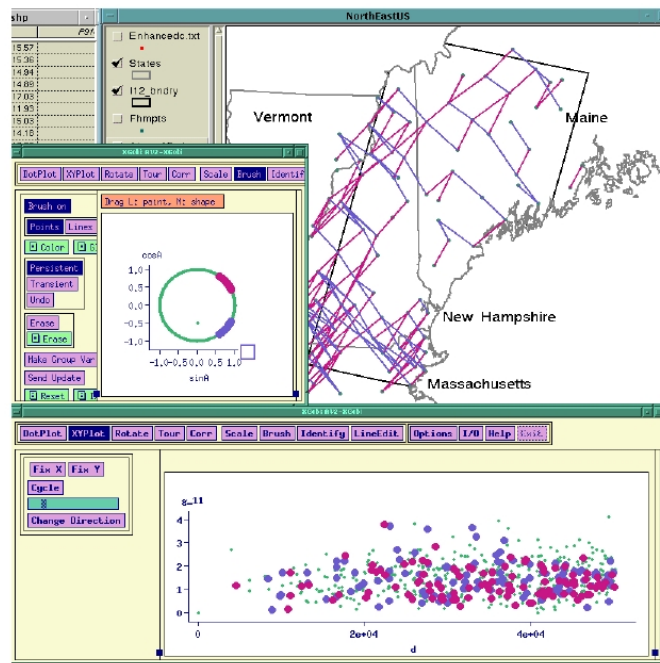 shp
NorthEastUS
P9i
15.57
15.36
14.94
14.88
17.03
11.93
15.03
14.18
Enhancedc.txt
States
l12_bndry
Fhmpts
Vermont
Maine
New Hampshire
Massachusetts
DotPlot XYPlot Rotate Tour Corr Scale Brush Identif
Brush on
Drag L: paint, M: shape
Points Lines
Color
Persistent
Transient
Undo
Erase
Erase
Make Group Var
Send Update
Reset
cosA
1.0
0.5
0.0
-0.5
-1.0
-1.0 -0.5 0.0 0.5 1.0
sinA
DotPlot XYPlot Rotate Tour Corr Scale Brush Identify LineEdit Options I/O Help Exit
Fix X Fix Y
Cycle
Change Direction
g_11
4
3
2
1
0
0 2e+04 4e+04
d